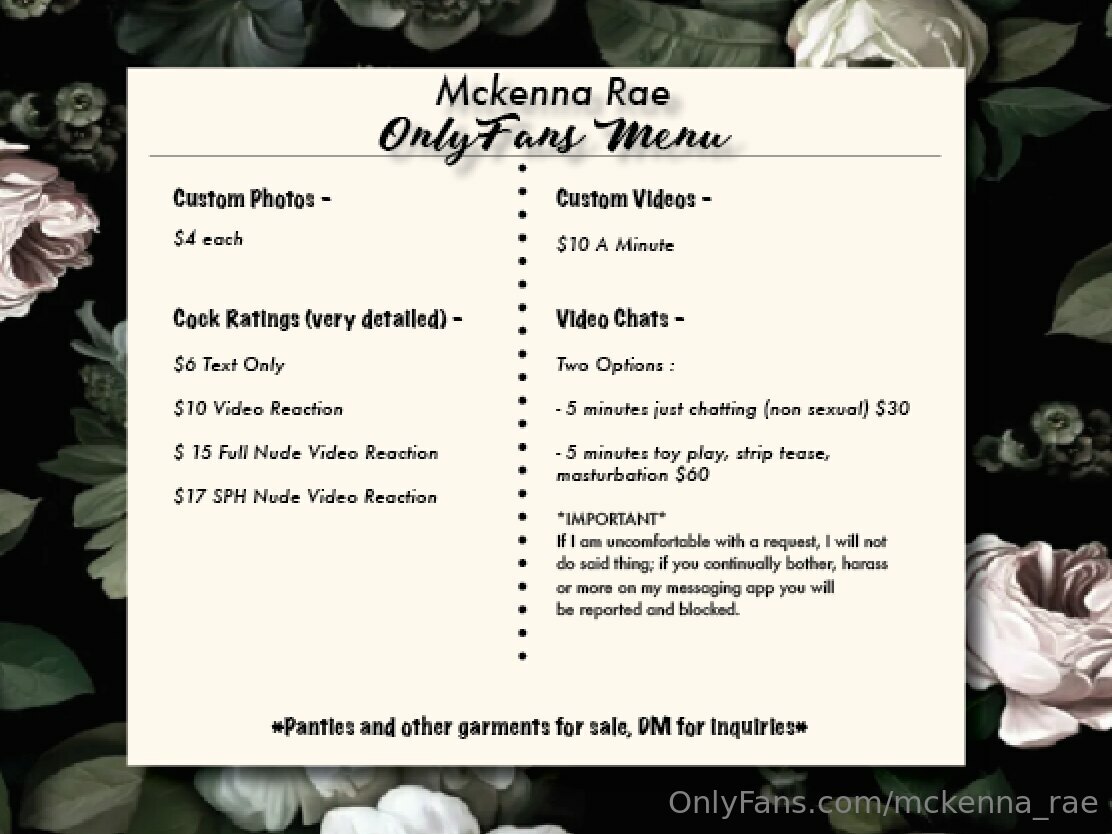 Mckenna Rae
OnlyFans Menu
Custom Photos -
$4 each
Cock Ratings (very detailed) -
$6 Text Only
$10 Video Reaction
$ 15 Full Nude Video Reaction
$17 SPH Nude Video Reaction
Custom Videos -
$10 A Minute
Video Chats -
Two Options :
- 5 minutes just chatting (non sexual) $30
- 5 minutes toy play, strip tease,
masturbation $60
*IMPORTANT*
If I am uncomfortable with a request, I will not
do said thing; if you continually bother, harass
or more on my messaging app you will
be reported and blocked.
*Panties and other garments for sale, DM for inquiries*
OnlyFans.com/mckenna_rae